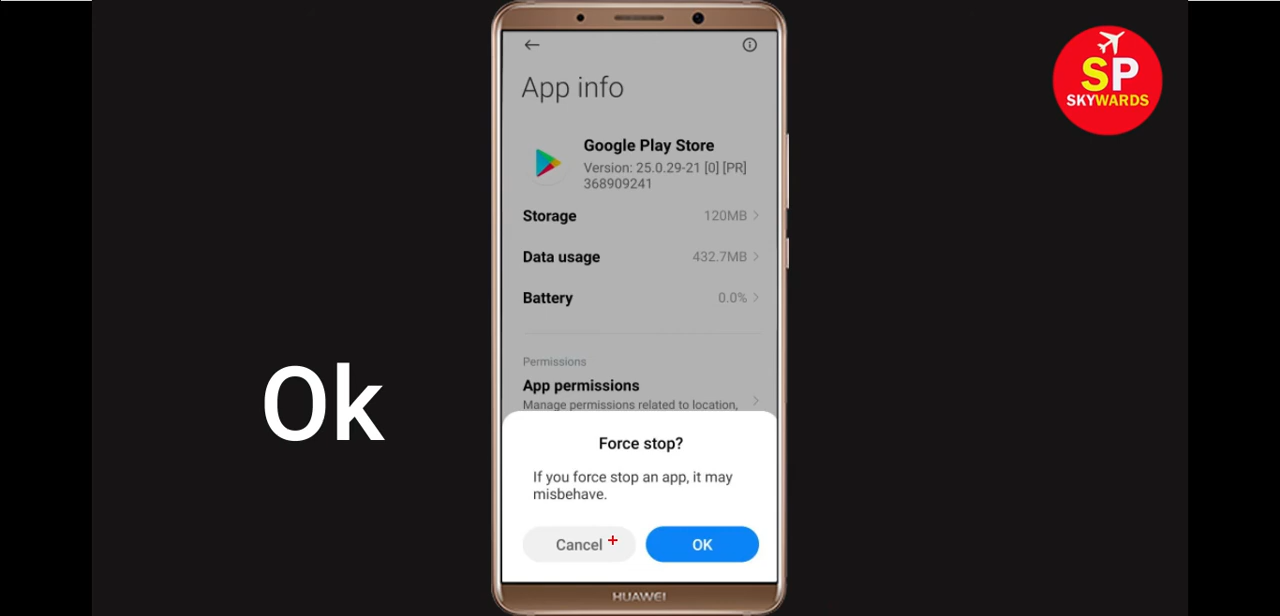 App info
Google Play Store
Version: 25.0.29-21 [0] [PR]
368909241
Storage
120MB
Data usage
432.7MB
Battery
0.0%
Permissions
App permissions
Manage permissions related to location,
Force stop?
If you force stop an app, it may
misbehave.
Cancel
OK
HUAWEI
Ok
SP
SKYWARDS